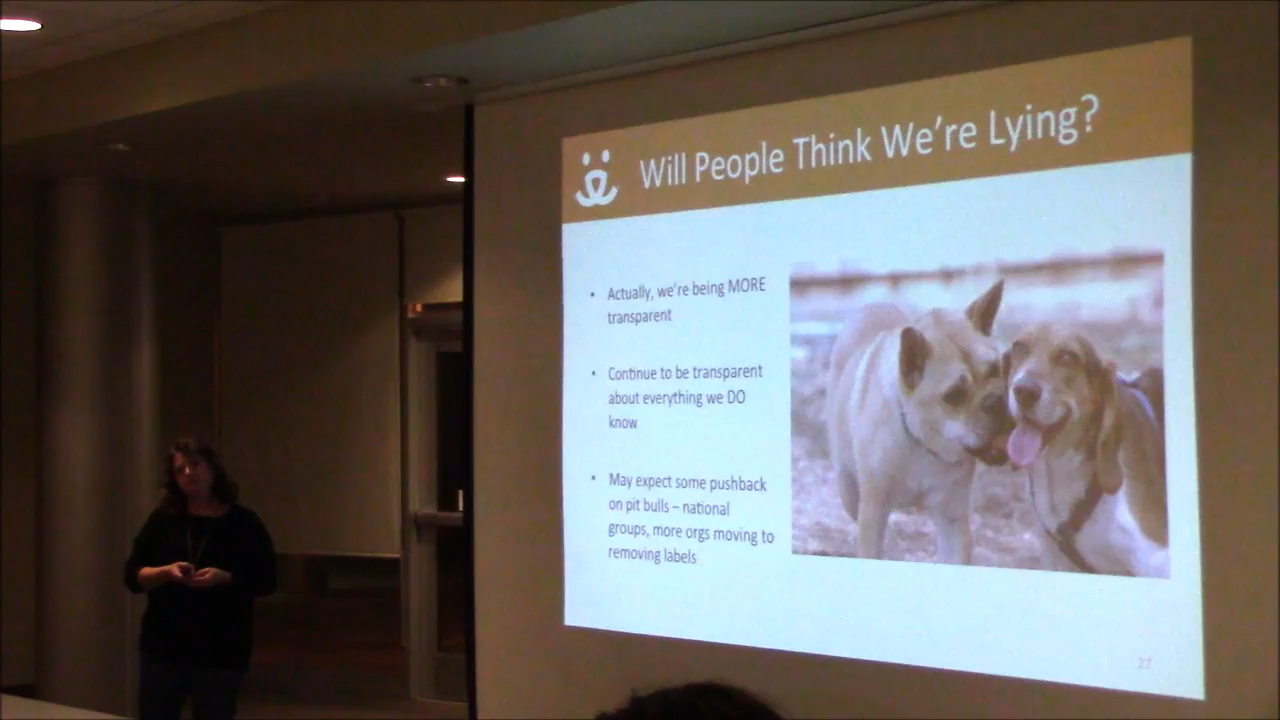 Will People Think We're Lying?
• Actually, we're being MORE
transparent
• Continue to be transparent
about everything we DO
know
• May expect some pushback
on pit bulls – national
groups, more orgs moving to
removing labels
27